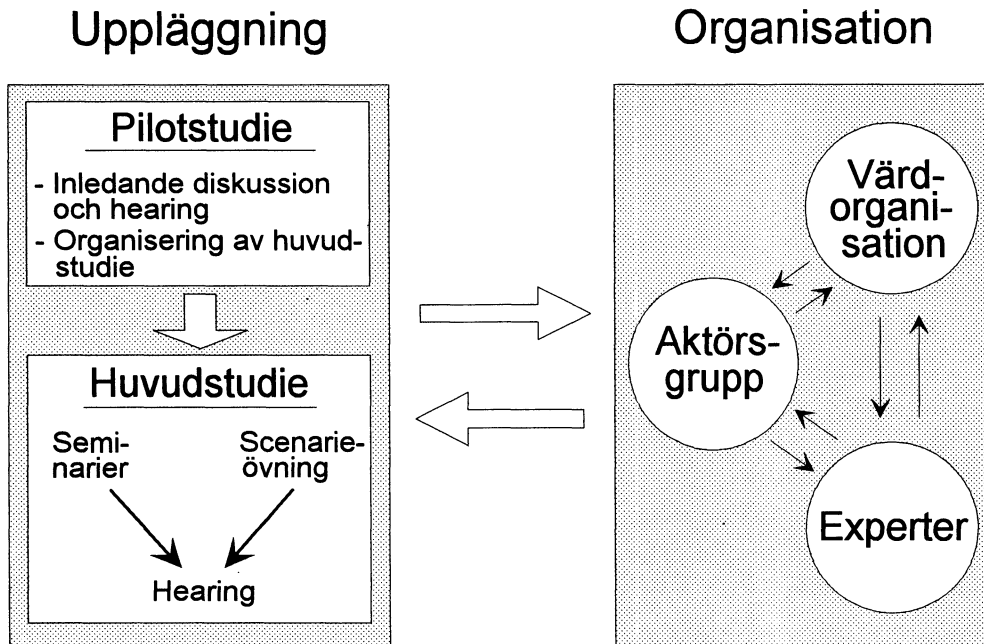 Uppläggning
Pilotstudie
- Inledande diskussion
och hearing
- Organisering av huvud-
studie
Huvudstudie
Semi-
narier
Scenarie-
övning
Hearing
Organisation
Värd-
organi-
sation
Aktörs-
grupp
Experter